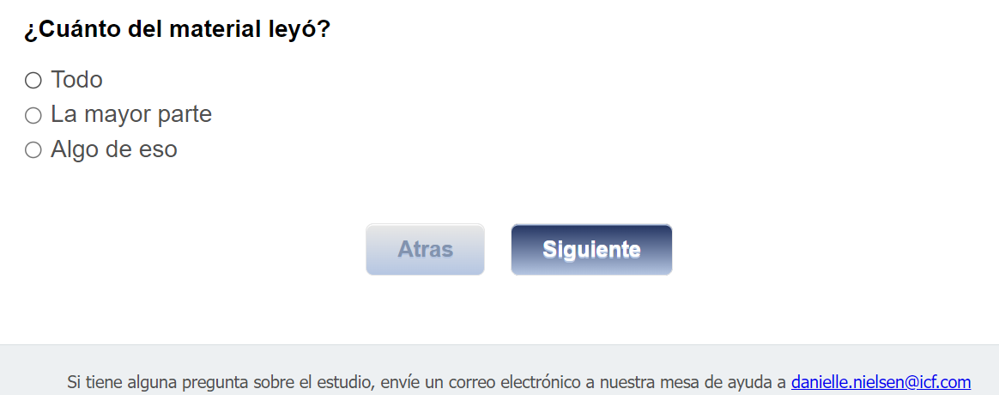 ¿Cuánto del material leyó?
Todo
La mayor parte
Algo de eso
Atras Siguiente
Si tiene alguna pregunta sobre el estudio, envíe un correo electrónico a nuestra mesa de ayuda a danielle.nielsen@icf.com